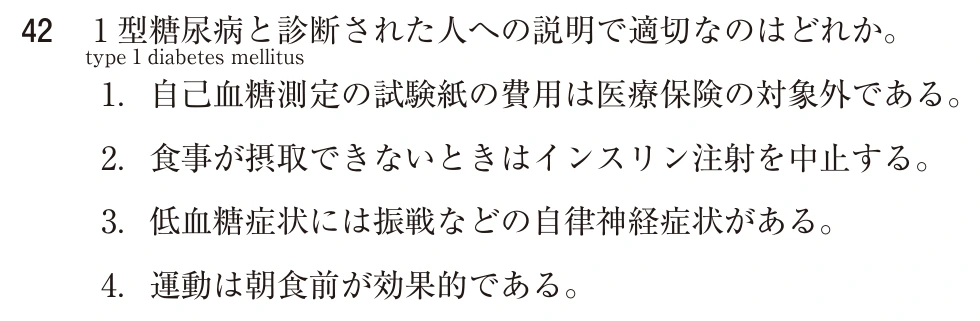 42 1型糖尿病と診断された人への説明で適切なのはどれか。
type 1 diabetes mellitus
1. 自己血糖測定の試験紙の費用は医療保険の対象外である。
2. 食事が摂取できないときはインスリン注射を中止する。
3. 低血糖症状には振戦などの自律神経症状がある。
4. 運動は朝食前が効果的である。